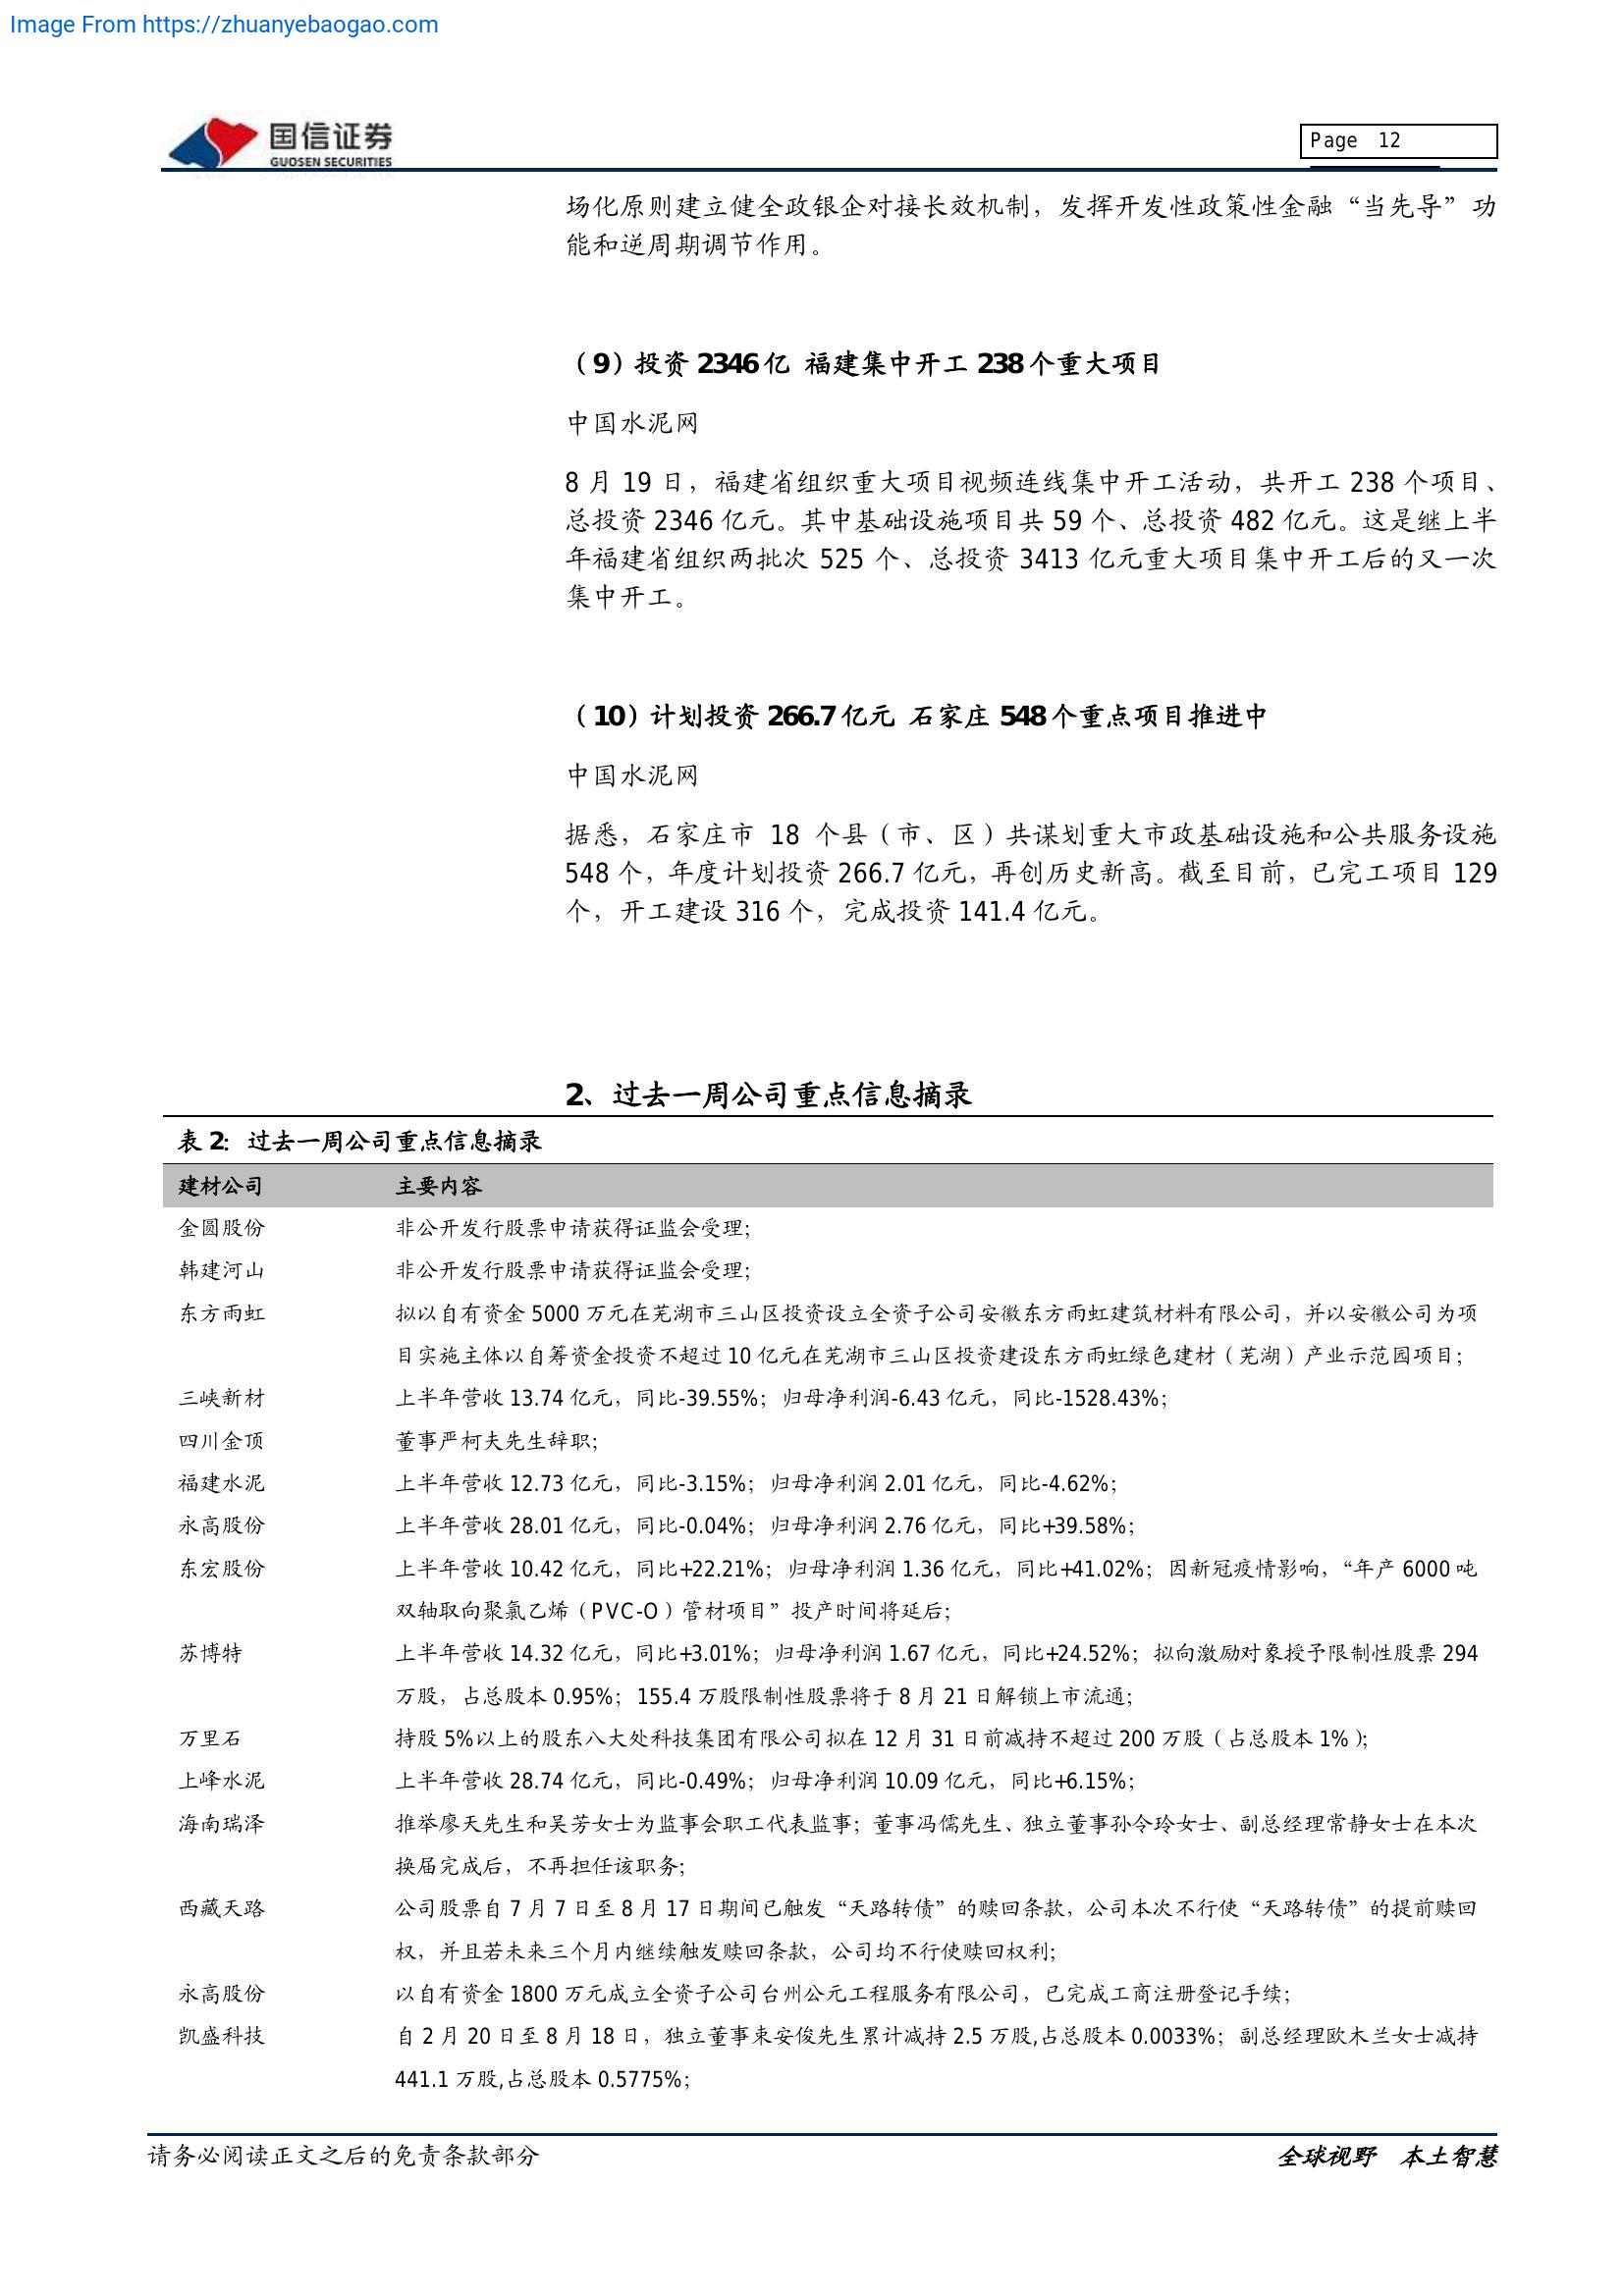 Image From https://zhuanyebaogao.com
国信证券
GUOSEN SECURITIES
Page 12
场化原则建立健全政银企对接长效机制，发挥开发性政策性金融“当先导”功
能和逆周期调节作用。
（9）投资 2346 亿 福建集中开工 238 个重大项目
中国水泥网
8 月 19 日，福建省组织重大项目视频连线集中开工活动，共开工 238 个项目、
总投资 2346 亿元。其中基础设施项目共 59 个、总投资 482 亿元。这是继上半
年福建省组织两批次 525 个、总投资 3413 亿元重大项目集中开工后的又一次
集中开工。
（10）计划投资 266.7 亿元 石家庄 548 个重点项目推进中
中国水泥网
据悉，石家庄市 18 个县（市、区）共谋划重大市政基础设施和公共服务设施
548 个，年度计划投资 266.7 亿元，再创历史新高。截至目前，已完工项目 129
个，开工建设 316 个，完成投资 141.4 亿元。
2、过去一周公司重点信息摘录
表 2：过去一周公司重点信息摘录
建材公司 主要内容
金圆股份 非公开发行股票申请获得证监会受理；
韩建河山 非公开发行股票申请获得证监会受理；
东方雨虹 拟以自有资金 5000 万元在芜湖市三山区投资设立全资子公司安徽东方雨虹建筑材料有限公司，并以安徽公司为项
目实施主体以自筹资金投资不超过 10 亿元在芜湖市三山区投资建设东方雨虹绿色建材（芜湖）产业示范园项目；
三峡新材 上半年营收 13.74 亿元，同比-39.55%；归母净利润-6.43 亿元，同比-1528.43%；
四川金顶 董事严柯夫先生辞职；
福建水泥 上半年营收 12.73 亿元，同比-3.15%；归母净利润 2.01 亿元，同比-4.62%；
永高股份 上半年营收 28.01 亿元，同比-0.04%；归母净利润 2.76 亿元，同比+39.58%；
东宏股份 上半年营收 10.42 亿元，同比+22.21%；归母净利润 1.36 亿元，同比+41.02%；因新冠疫情影响，“年产 6000 吨
双轴取向聚氯乙烯（PVC-O）管材项目”投产时间将延后；
苏博特 上半年营收 14.32 亿元，同比+3.01%；归母净利润 1.67 亿元，同比+24.52%；拟向激励对象授予限制性股票 294
万股，占总股本 0.95%；155.4 万股限制性股票将于 8 月 21 日解锁上市流通；
万里石 持股 5%以上的股东八大处科技集团有限公司拟在 12 月 31 日前减持不超过 200 万股（占总股本 1%）；
上峰水泥 上半年营收 28.74 亿元，同比-0.49%；归母净利润 10.09 亿元，同比+6.15%；
海南瑞泽 推举廖天先生和吴芳女士为监事会职工代表监事；董事冯儒先生、独立董事孙令玲女士、副总经理常静女士在本次
换届完成后，不再担任该职务；
西藏天路 公司股票自 7 月 7 日至 8 月 17 日期间已触发“天路转债”的赎回条款，公司本次不行使“天路转债”的提前赎回
权，并且若未来三个月内继续触发赎回条款，公司均不行使赎回权利；
永高股份 以自有资金 1800 万元成立全资子公司台州公元工程服务有限公司，已完成工商注册登记手续；
凯盛科技 自 2 月 20 日至 8 月 18 日，独立董事束安俊先生累计减持 2.5 万股,占总股本 0.0033%；副总经理欧木兰女士减持
441.1 万股,占总股本 0.5775%；
请务必阅读正文之后的免责条款部分
全球视野 本土智慧